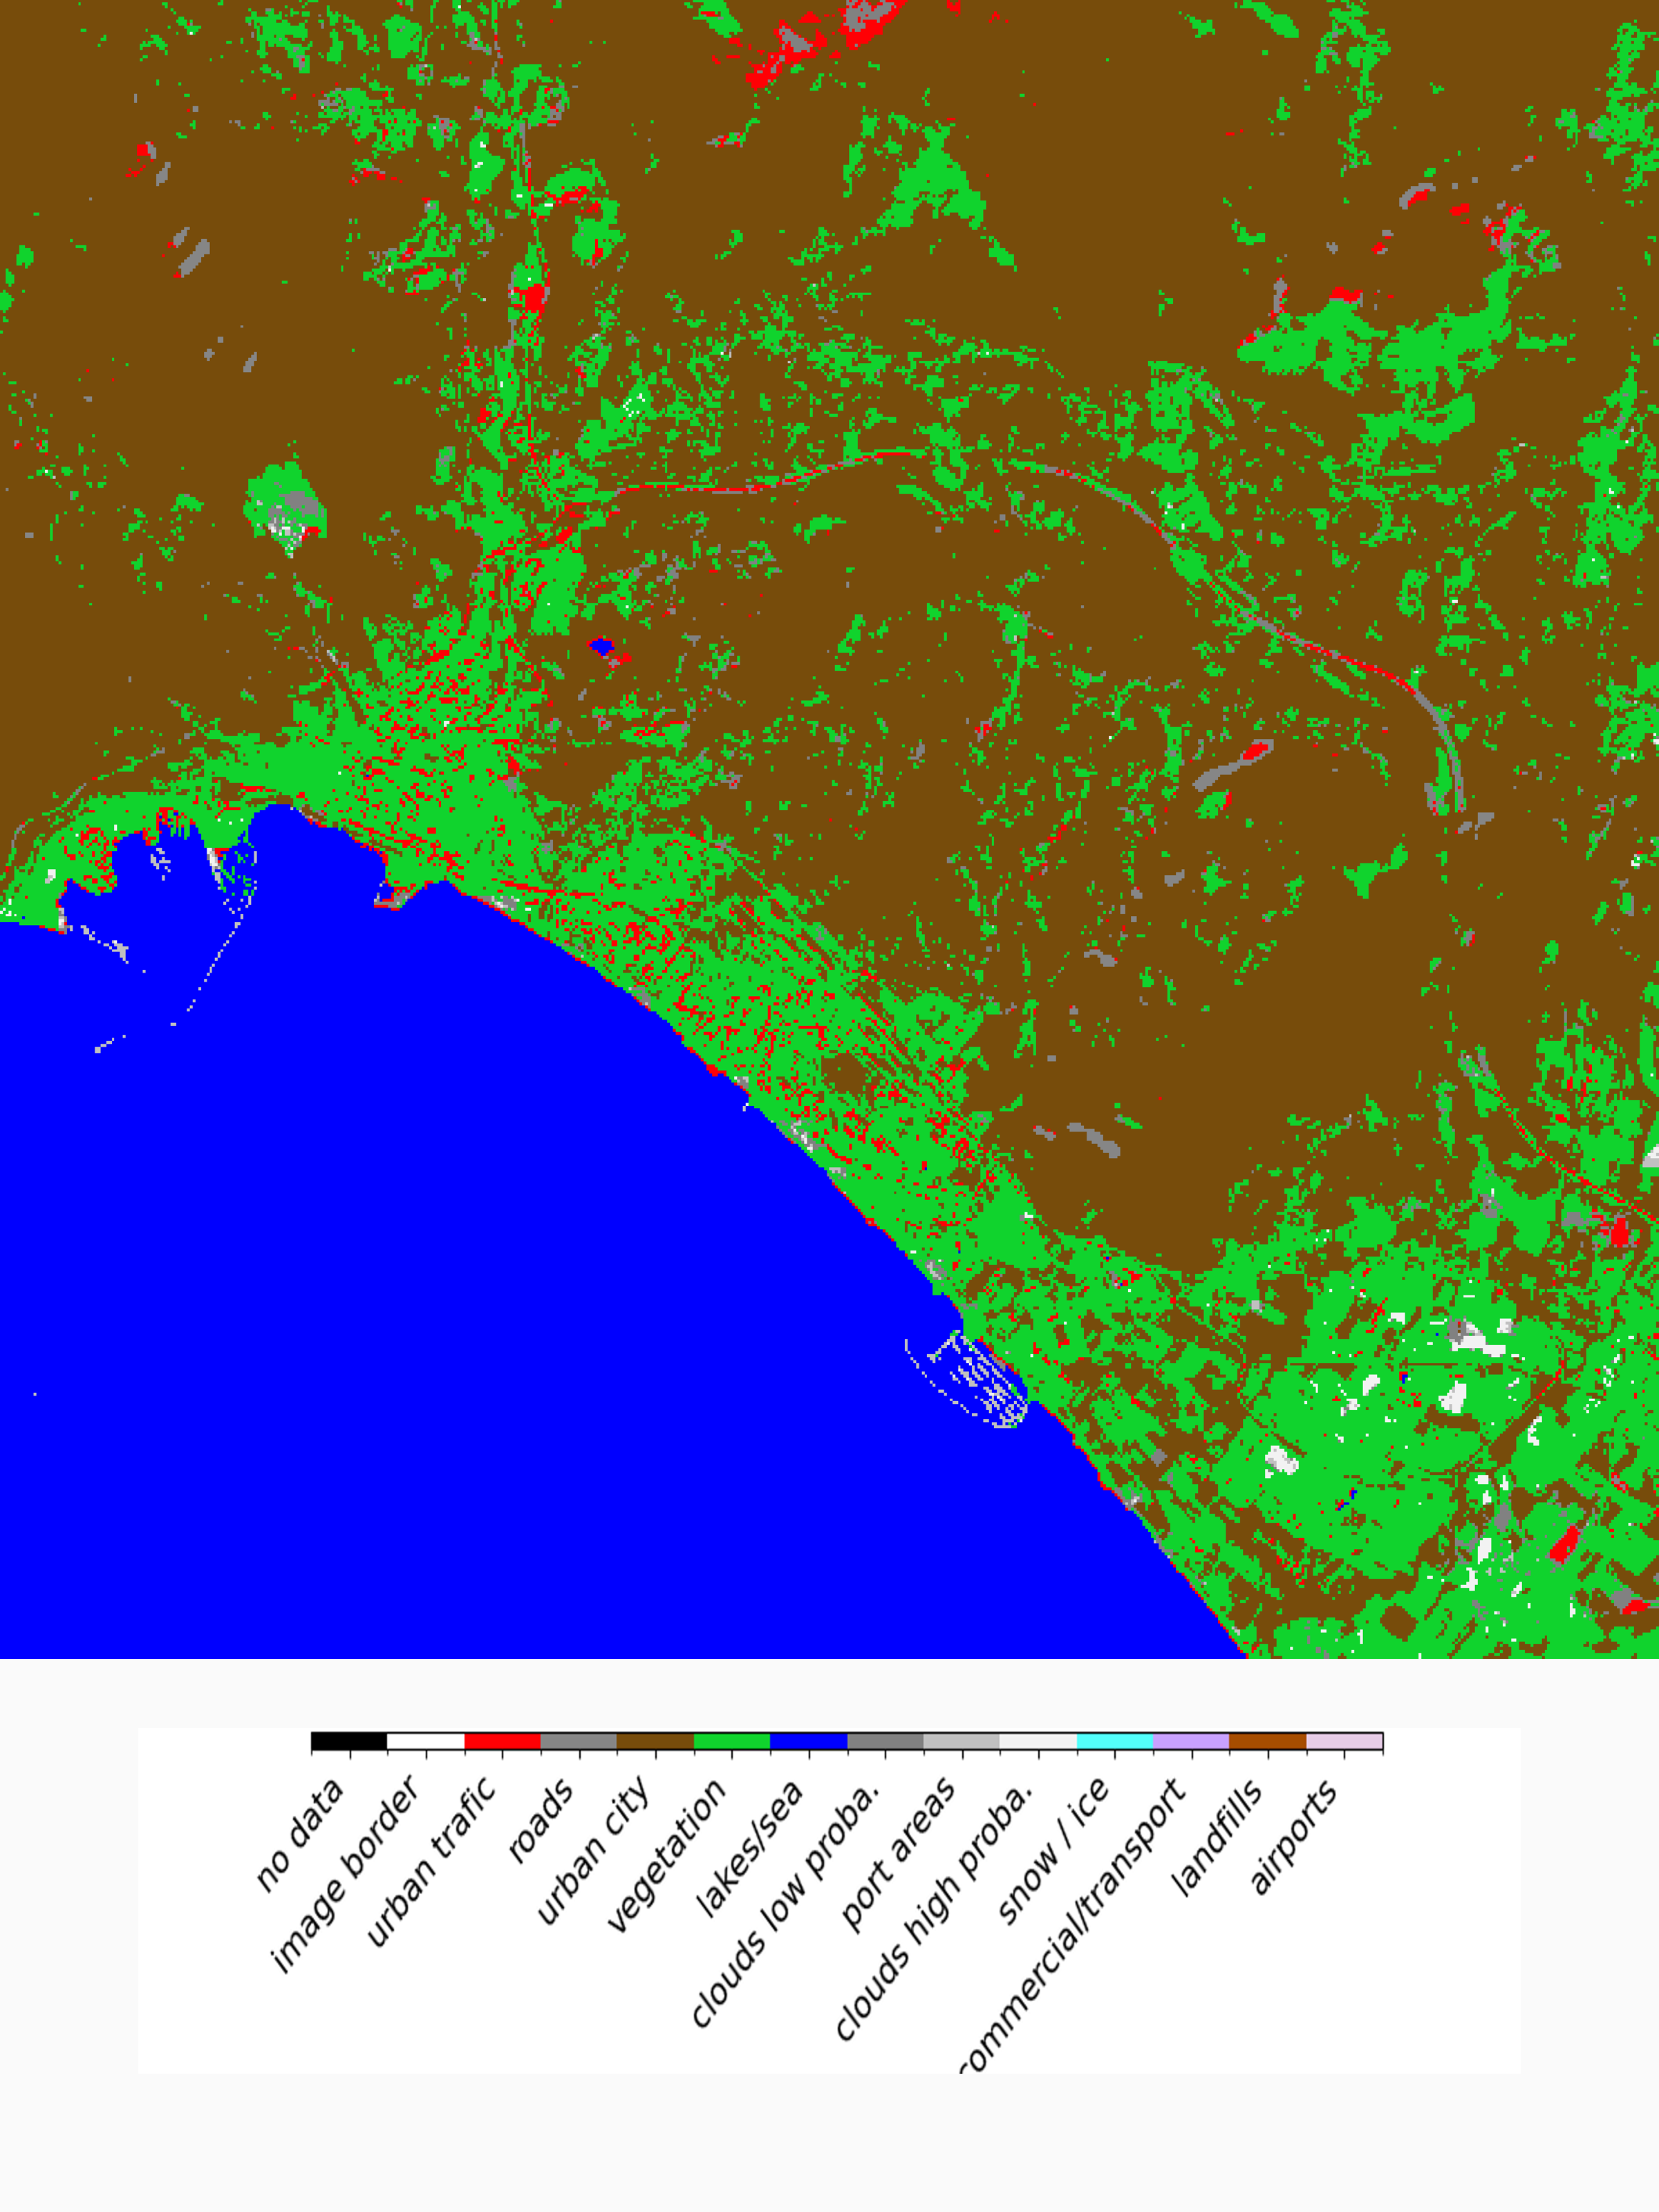 no data
image border
urban trafic
roads
urban city
vegetation
lakes/sea
clouds low proba.
port areas
clouds high proba.
snow / ice
commercial/transport
landfills
airports